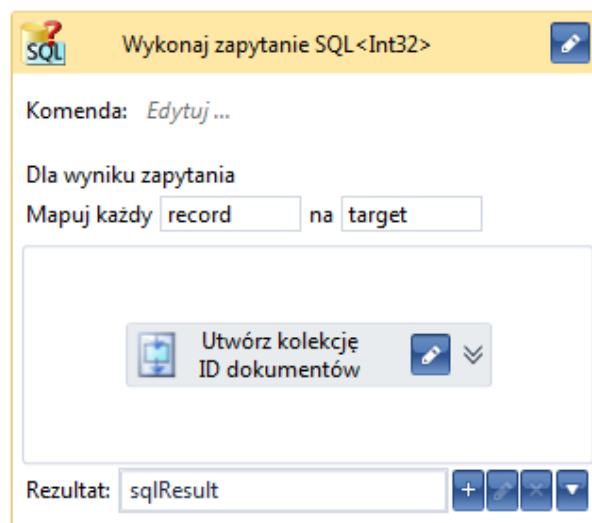 SQL Wykonaj zapytanie SQL<Int32>
Komenda: Edytuj ...
Dla wyniku zapytania
Mapuj każdy record na target
Utwórz kolekcję
ID dokumentów
Rezultat: sqlResult